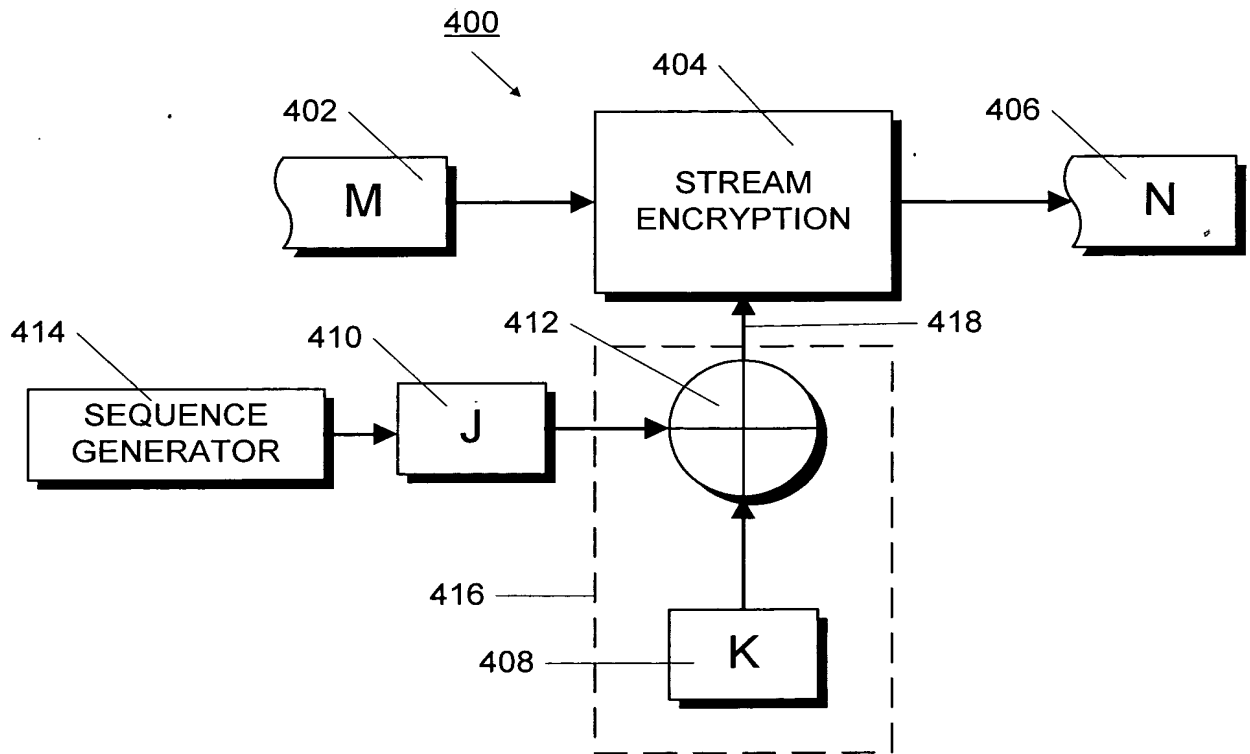 400
402
404
406
M
STREAM
ENCRYPTION
N
414
410
412
418
SEQUENCE
GENERATOR
J
416
408
K